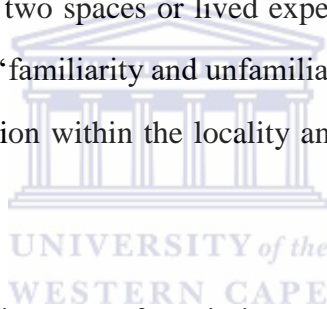 two spaces or lived expe
‘familiarity and unfamilia
ion within the locality an
UNIVERSITY of the
WESTERN CAPE